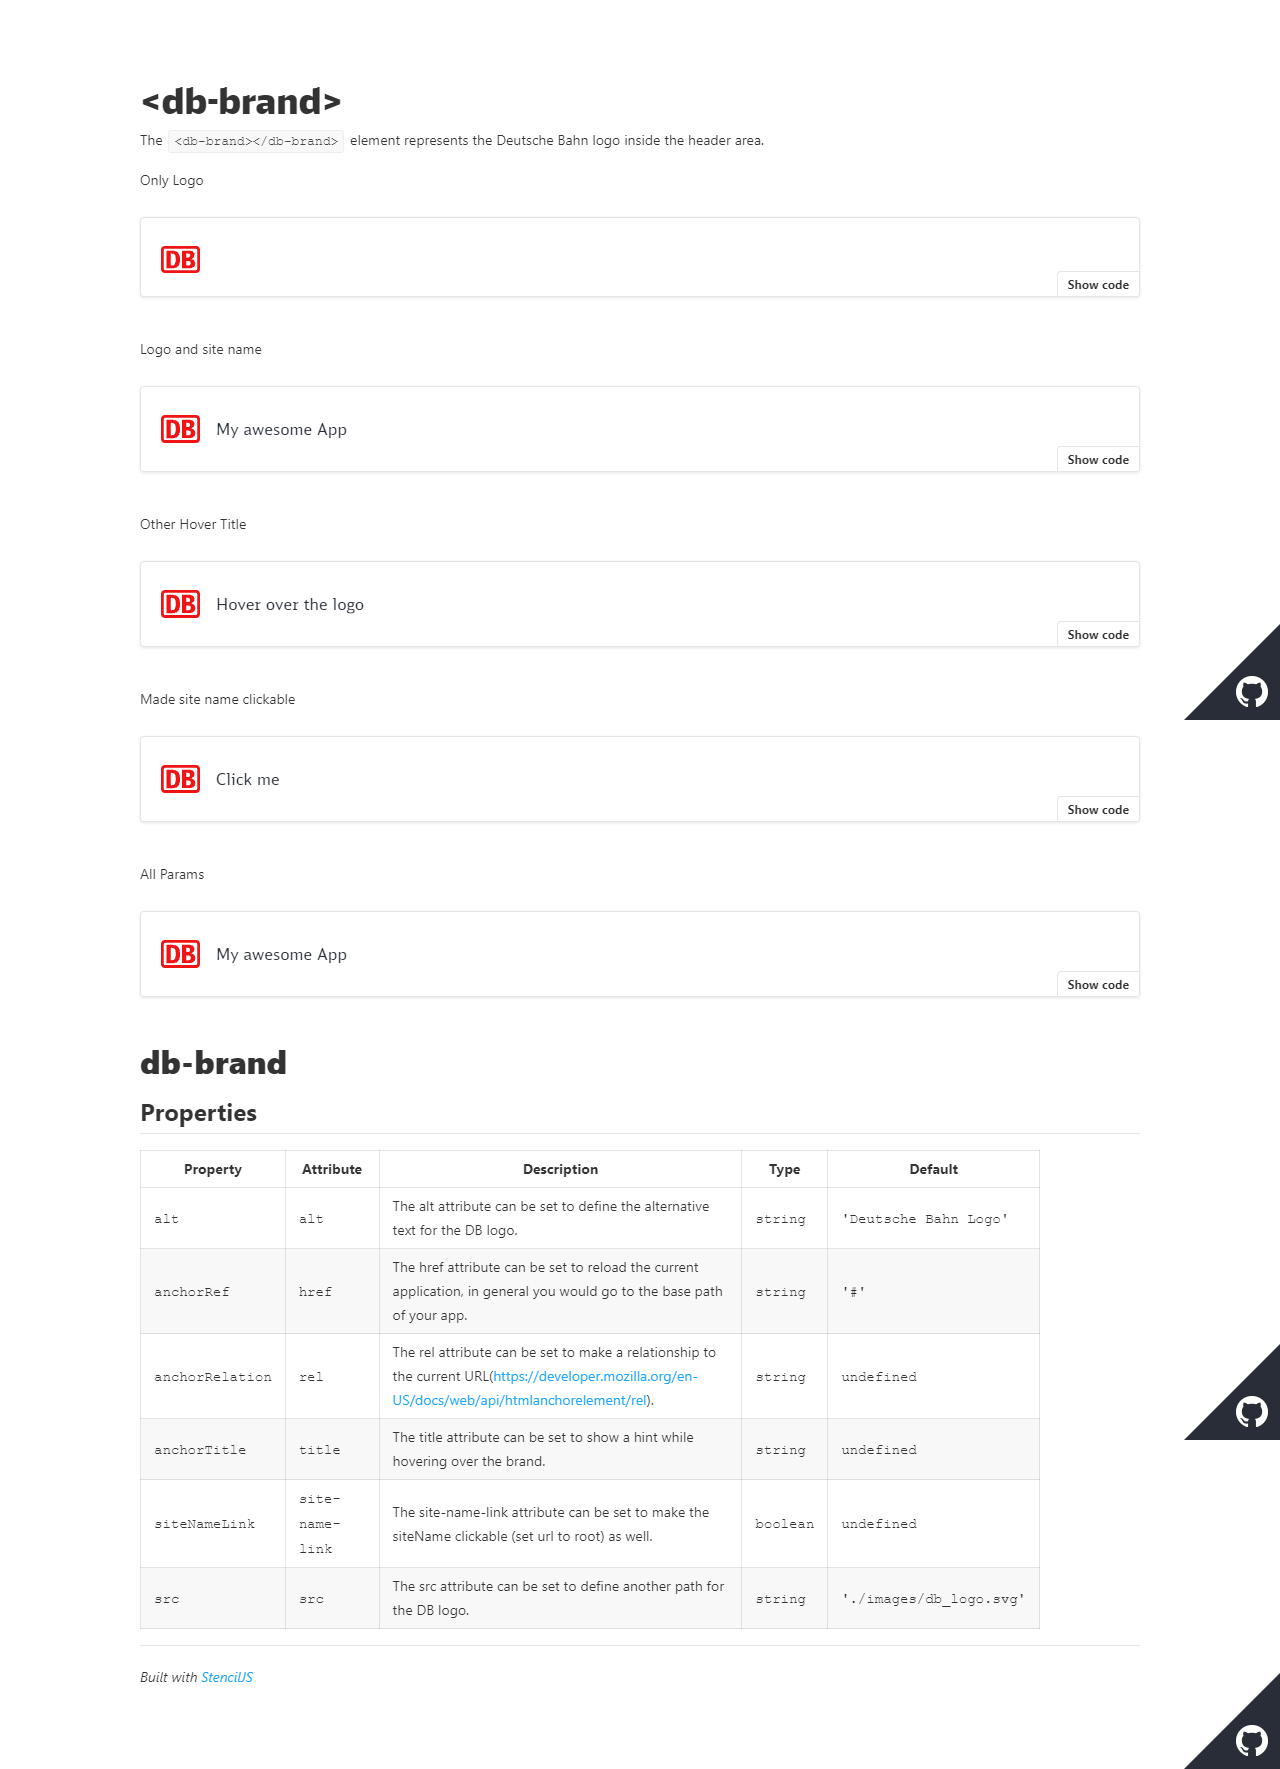 <db-brand>
The <db-brand></db-brand> element represents the Deutsche Bahn logo inside the header area.
Only Logo
DB
Show code
Logo and site name
DB My awesome App
Show code
Other Hover Title
DB Hover over the logo
Show code
Made site name clickable
DB Click me
Show code
All Params
DB My awesome App
Show code
db-brand
Properties
Property Attribute Description Type Default
alt alt The alt attribute can be set to define the alternative
text for the DB logo. string 'Deutsche Bahn Logo'
anchorRef href The href attribute can be set to reload the current
application, in general you would go to the base path
of your app. string '#'
anchorRelation rel The rel attribute can be set to make a relationship to
the current URL(https://developer.mozilla.org/en-
US/docs/web/api/htmlanchorelement/rel). string undefined
anchorTitle title The title attribute can be set to show a hint while
hovering over the brand. string undefined
siteNameLink site-
name-
link The site-name-link attribute can be set to make the
siteName clickable (set url to root) as well. boolean undefined
src src The src attribute can be set to define another path for
the DB logo. string './images/db_logo.svg'
Built with StencilJS